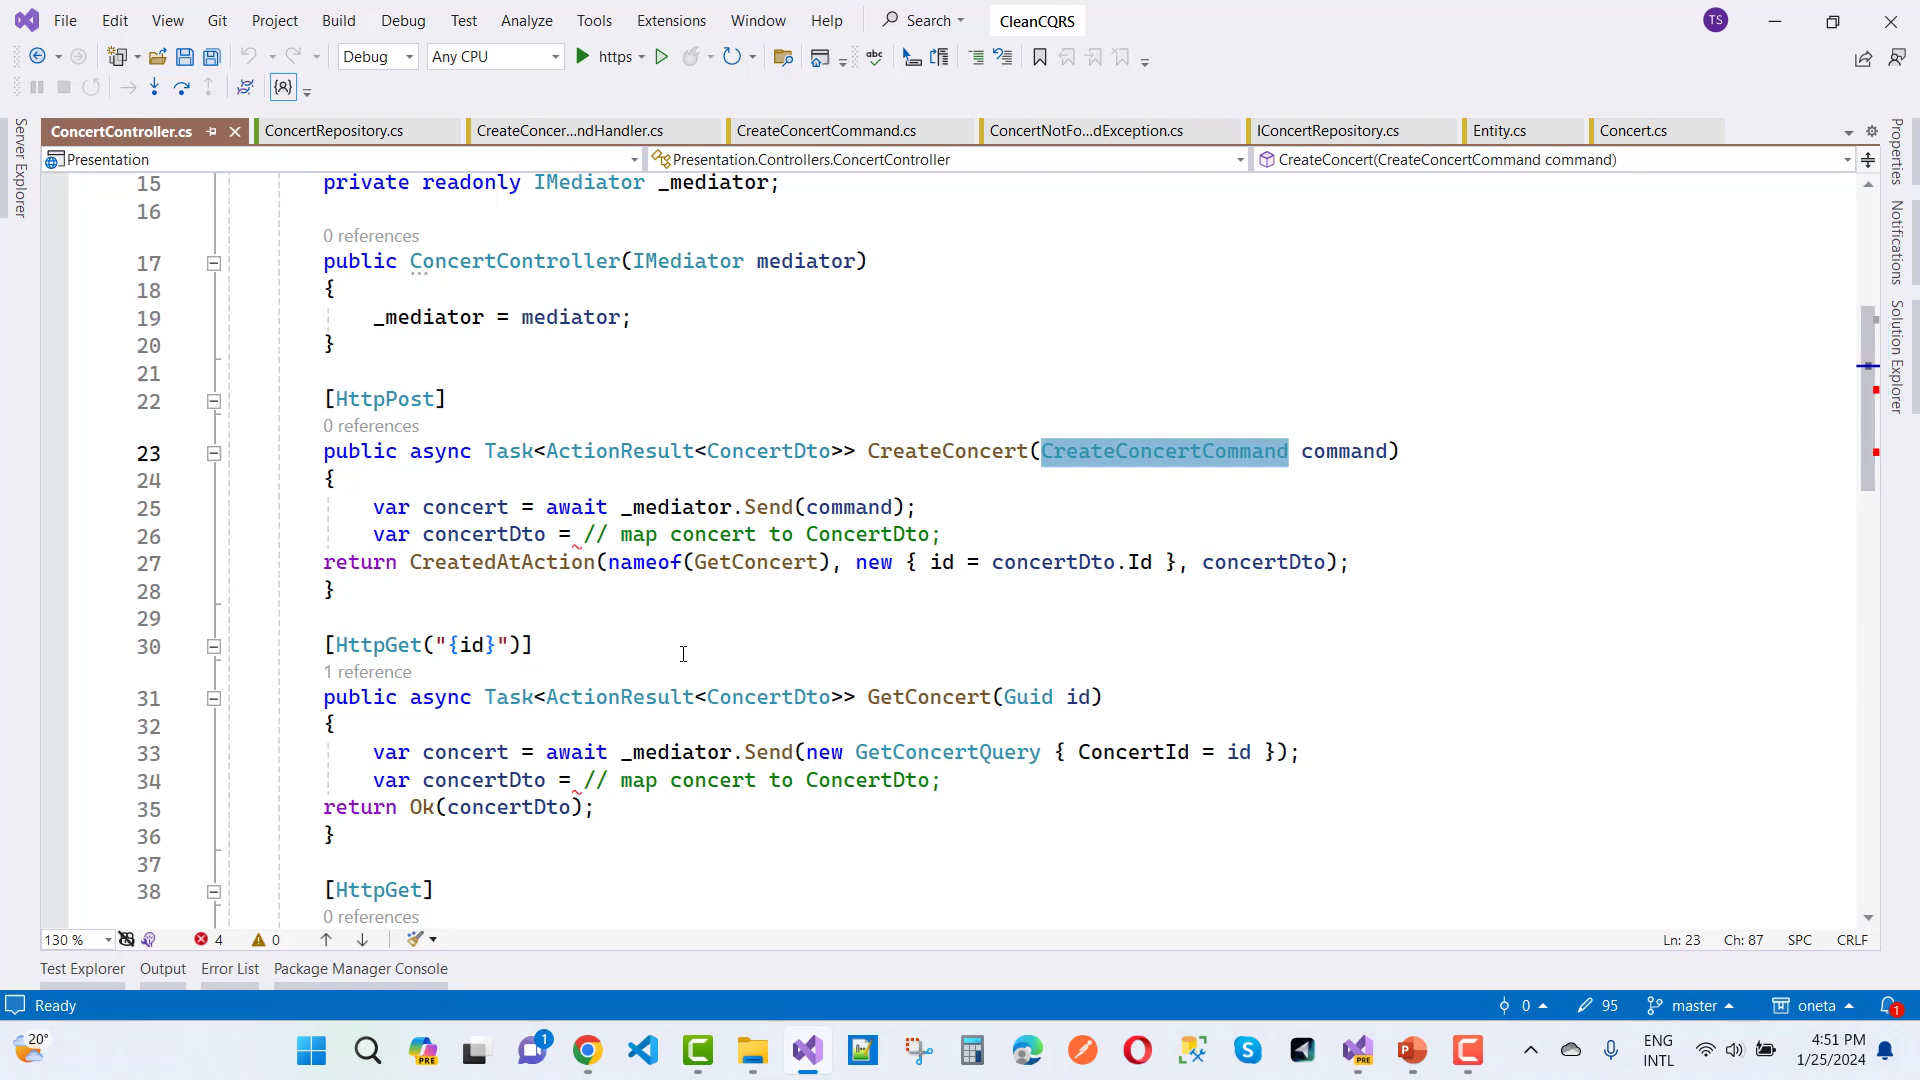 File Edit View Git Project Build Debug Test Analyze Tools Extensions Window Help Search CleanCQRS TS
Debug Any CPU https
ConcertController.cs ConcertRepository.cs CreateConcer...ndHandler.cs CreateConcertCommand.cs ConcertNotFo...dException.cs IConcertRepository.cs Entity.cs Concert.cs
Presentation Presentation.Controllers.ConcertController CreateConcert(CreateConcertCommand command)
Server Explorer
Properties
Notifications
Solution Explorer
15 private readonly IMediator _mediator;
16
0 references
17 public ConcertController(IMediator mediator)
18 {
19 _mediator = mediator;
20 }
21
22 [HttpPost]
0 references
23 public async Task<ActionResult<ConcertDto>> CreateConcert(CreateConcertCommand command)
24 {
25 var concert = await _mediator.Send(command);
26 var concertDto = // map concert to ConcertDto;
27 return CreatedAtAction(nameof(GetConcert), new { id = concertDto.Id }, concertDto);
28 }
29
30 [HttpGet("{id}")]
1 reference
31 public async Task<ActionResult<ConcertDto>> GetConcert(Guid id)
32 {
33 var concert = await _mediator.Send(new GetConcertQuery { ConcertId = id });
34 var concertDto = // map concert to ConcertDto;
35 return Ok(concertDto);
36 }
37
38 [HttpGet]
0 references
130 % 4 0 Ln: 23 Ch: 87 SPC CRLF
Test Explorer Output Error List Package Manager Console
Ready 0 95 master oneta 1
20° PRE 1 PRE ENG INTL 4:51 PM 1/25/2024